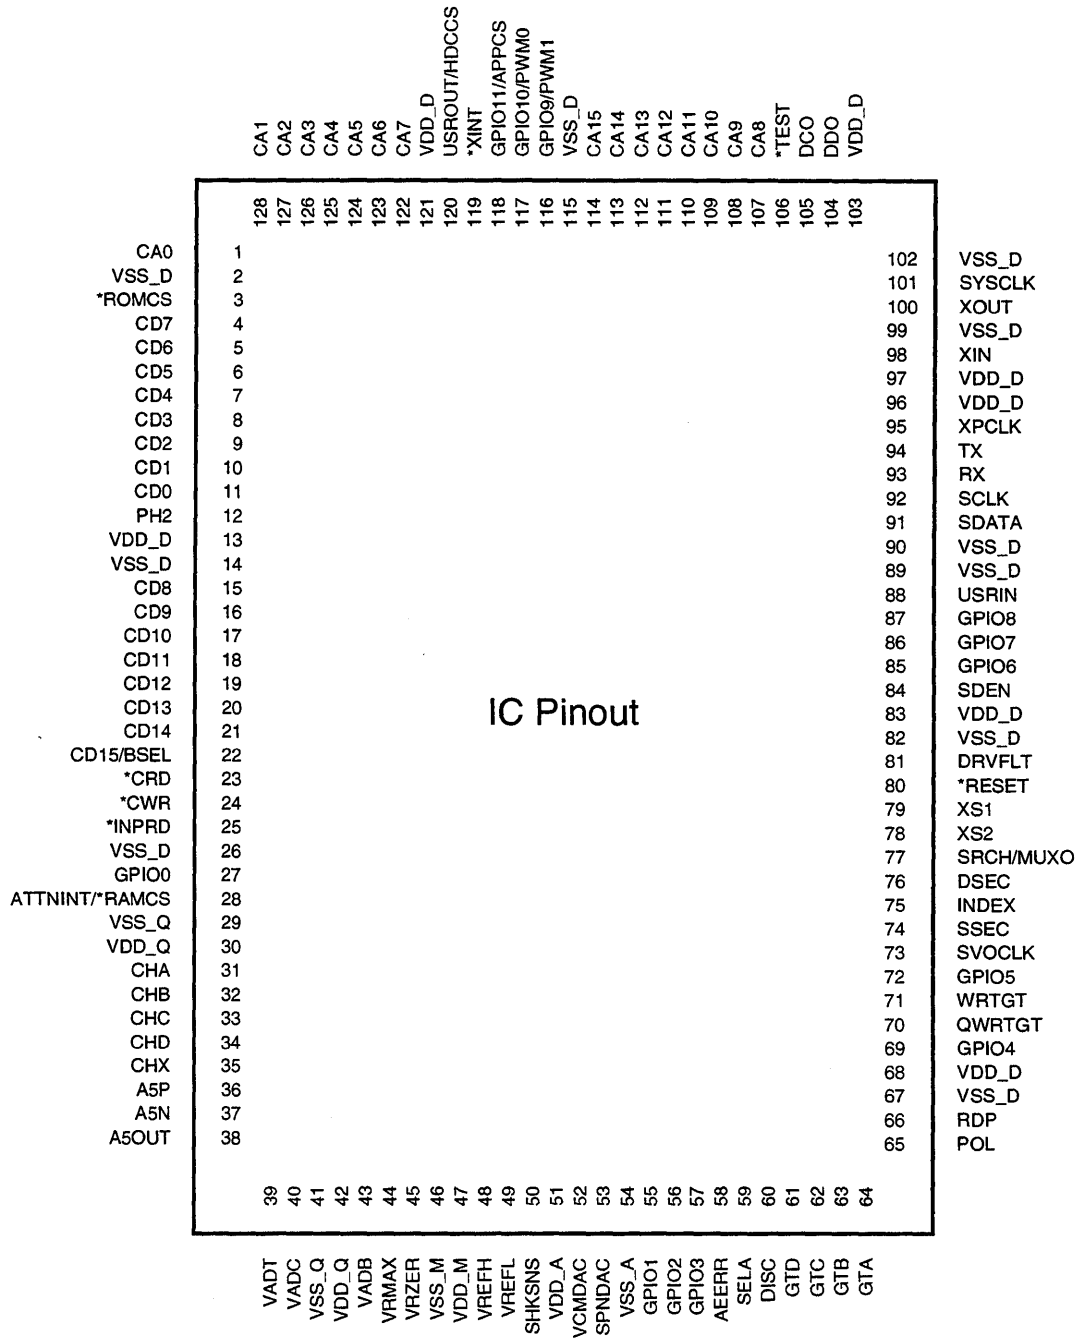 CA1
CA2
CA3
CA4
CA5
CA6
CA7
VDD_D
USROUT/HDCCS
*XINT
GPIO11/APPCS
GPIO10/PWM0
GPIO9/PWM1
VSS_D
CA15
CA14
CA13
CA12
CA11
CA10
CA9
CA8
*TEST
DCO
DDO
VDD_D
128
127
126
125
124
123
122
121
120
119
118
117
116
115
114
113
112
111
110
109
108
107
106
105
104
103
CA0 1
VSS_D 2
*ROMCS 3
CD7 4
CD6 5
CD5 6
CD4 7
CD3 8
CD2 9
CD1 10
CD0 11
PH2 12
VDD_D 13
VSS_D 14
CD8 15
CD9 16
CD10 17
CD11 18
CD12 19
CD13 20
CD14 21
CD15/BSEL 22
*CRD 23
*CWR 24
*INPRD 25
VSS_D 26
GPIO0 27
ATTNINT/*RAMCS 28
VSS_Q 29
VDD_Q 30
CHA 31
CHB 32
CHC 33
CHD 34
CHX 35
A5P 36
A5N 37
A5OUT 38
IC Pinout
102 VSS_D
101 SYSCLK
100 XOUT
99 VSS_D
98 XIN
97 VDD_D
96 VDD_D
95 XPCLK
94 TX
93 RX
92 SCLK
91 SDATA
90 VSS_D
89 VSS_D
88 USRIN
87 GPIO8
86 GPIO7
85 GPIO6
84 SDEN
83 VDD_D
82 VSS_D
81 DRVFLT
80 *RESET
79 XS1
78 XS2
77 SRCH/MUXO
76 DSEC
75 INDEX
74 SSEC
73 SVOCLK
72 GPIO5
71 WRTGT
70 QWRTGT
69 GPIO4
68 VDD_D
67 VSS_D
66 RDP
65 POL
39
40
41
42
43
44
45
46
47
48
49
50
51
52
53
54
55
56
57
58
59
60
61
62
63
64
VADT
VADC
VSS_Q
VDD_Q
VADB
VRMAX
VRZER
VSS_M
VDD_M
VREFH
VREFL
SHKSNS
VDD_A
VCMDAC
SPNDAC
VSS_A
GPIO1
GPIO2
GPIO3
AEERR
SELA
DISC
GTD
GTC
GTB
GTA